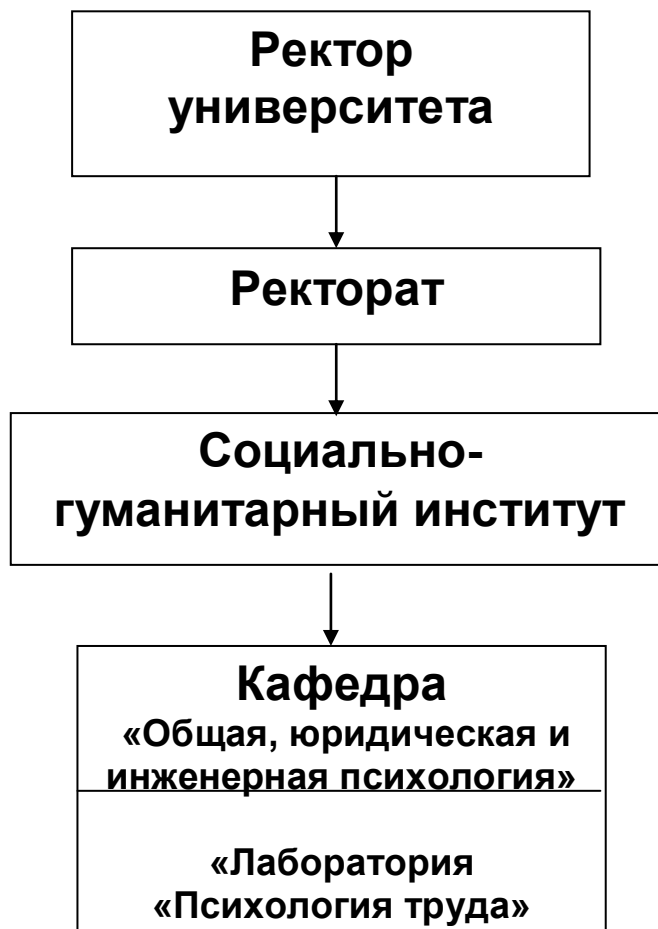 Ректор
университета
Ректорат
Социально-
гуманитарный институт
Кафедра
«Общая, юридическая и
инженерная психология»
«Лаборатория
«Психология труда»